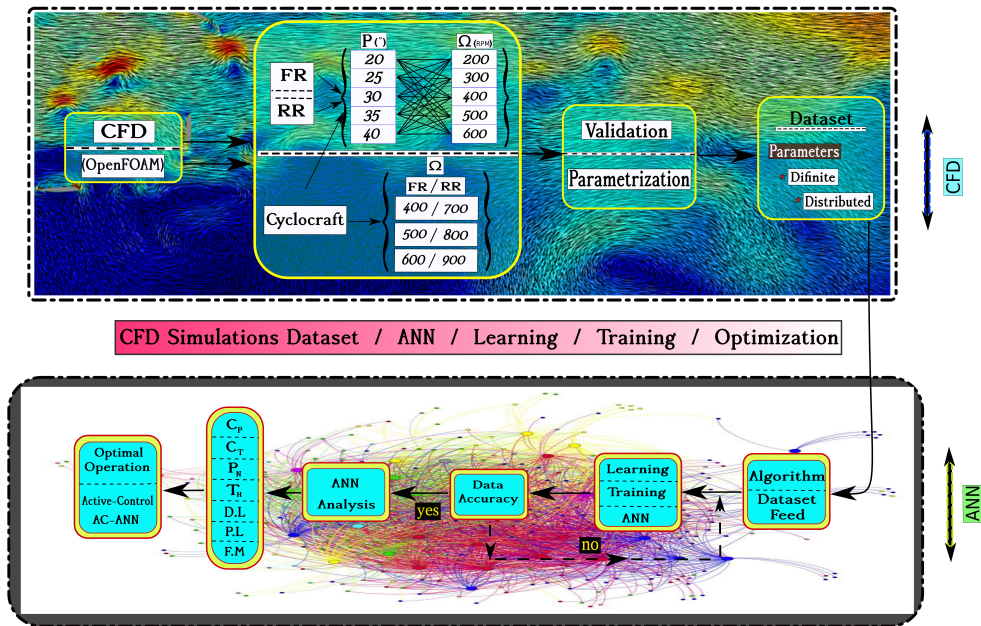 CFD
(OpenFOAM)
FR
RR
P (°)
20
25
30
35
40
Ω (RPM)
200
300
400
500
600
Cyclocraft
Ω
FR / RR
400 / 700
500 / 800
600 / 900
Validation
Parametrization
Dataset
Parameters
* Difinite
* Distributed
CFD
CFD Simulations Dataset / ANN / Learning / Training / Optimization
Optimal
Operation
Active-Control
AC-ANN
C_P
C_T
P_N
T_H
D.L
P.L
F.M
ANN
Analysis
yes
Data
Accuracy
no
Learning
Training
ANN
Algorithm
Dataset
Feed
ANN